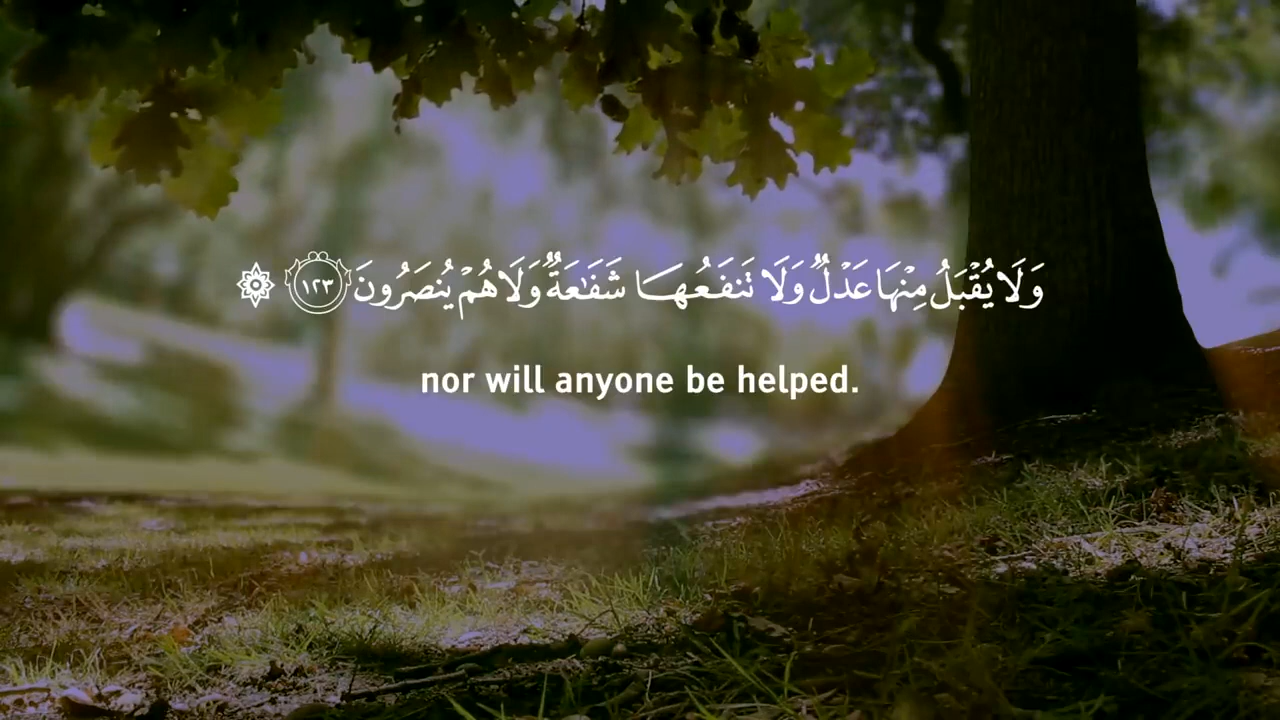 وَلَا يُقْبَلُ مِنْهَا عَدْلٌ وَلَا تَنفَعُهَا شَفَٰعَةٌ وَلَا هُمْ يُنصَرُونَ ١٢٣ ۞
nor will anyone be helped.